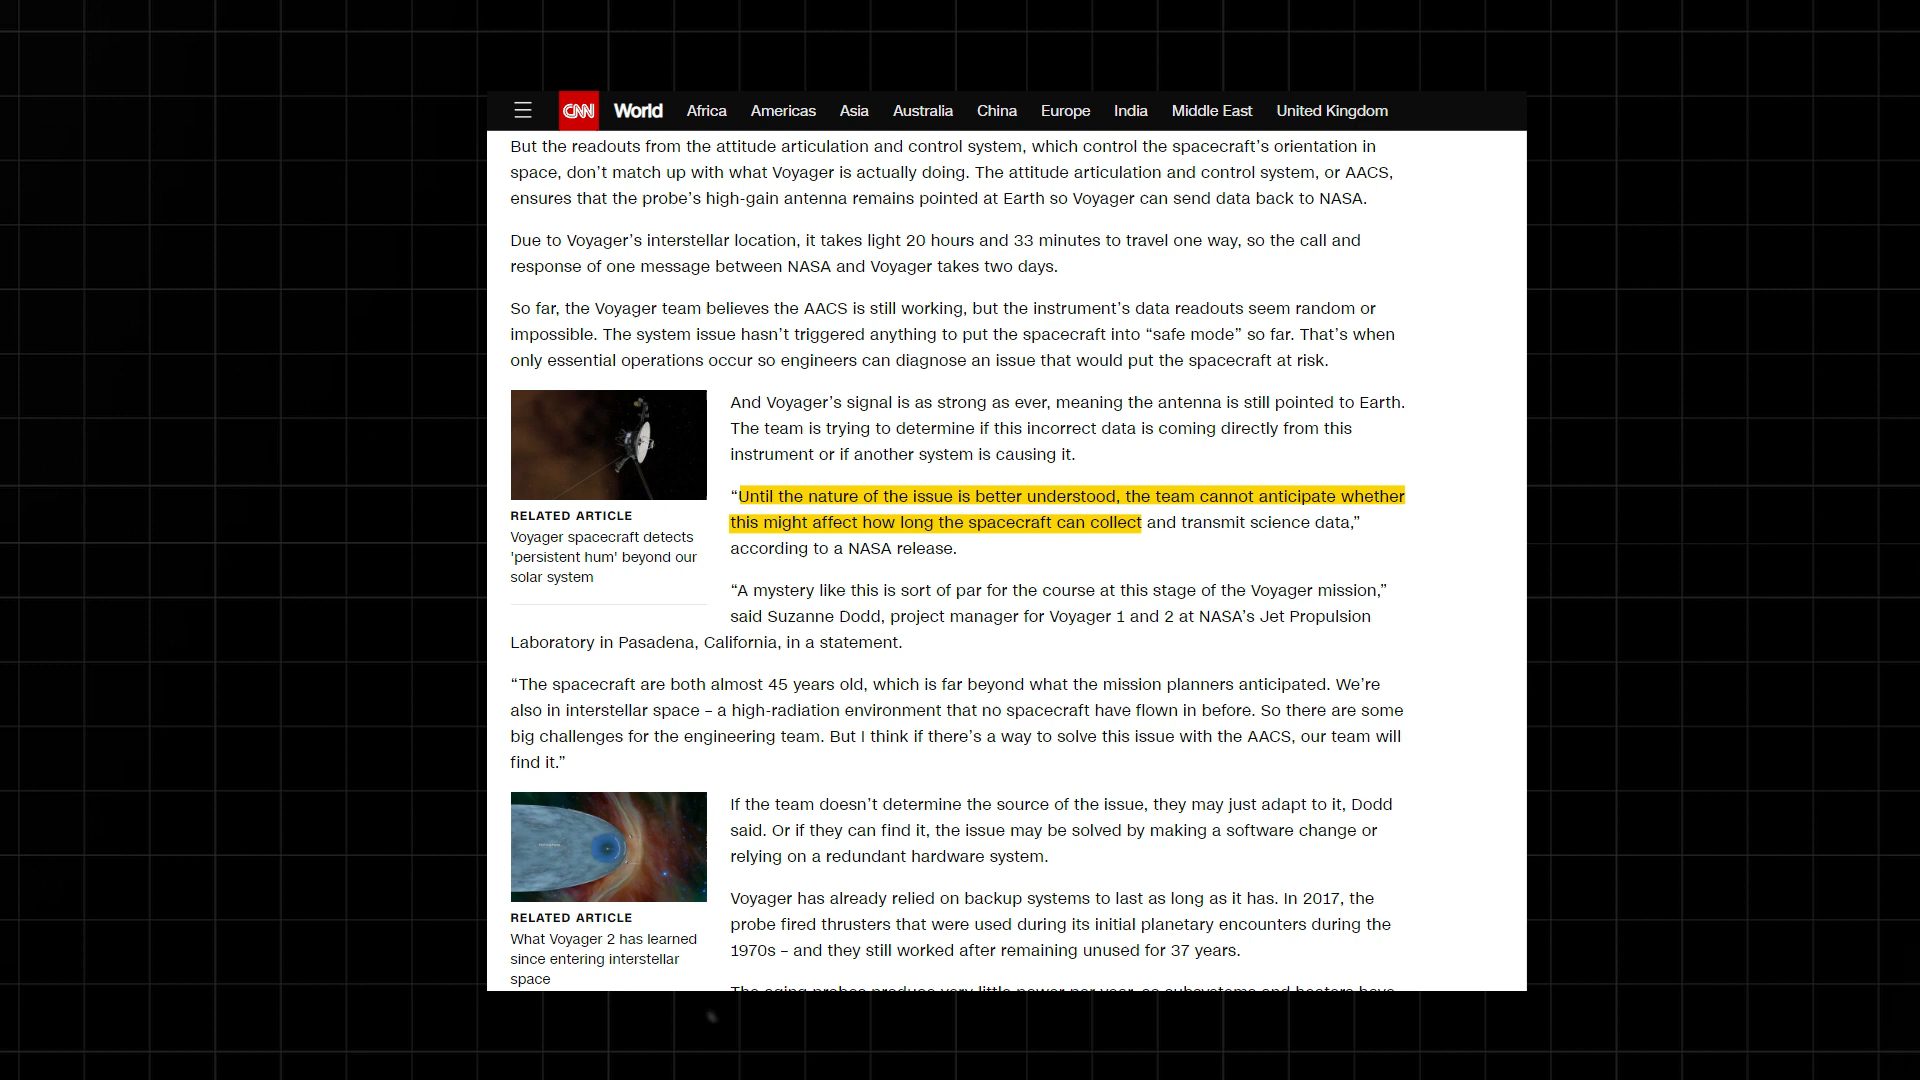 CNN World Africa Americas Asia Australia China Europe India Middle East United Kingdom
But the readouts from the attitude articulation and control system, which control the spacecraft’s orientation in
space, don’t match up with what Voyager is actually doing. The attitude articulation and control system, or AACS,
ensures that the probe’s high-gain antenna remains pointed at Earth so Voyager can send data back to NASA.
Due to Voyager’s interstellar location, it takes light 20 hours and 33 minutes to travel one way, so the call and
response of one message between NASA and Voyager takes two days.
So far, the Voyager team believes the AACS is still working, but the instrument’s data readouts seem random or
impossible. The system issue hasn’t triggered anything to put the spacecraft into “safe mode” so far. That’s when
only essential operations occur so engineers can diagnose an issue that would put the spacecraft at risk.
And Voyager’s signal is as strong as ever, meaning the antenna is still pointed to Earth.
The team is trying to determine if this incorrect data is coming directly from this
instrument or if another system is causing it.
“Until the nature of the issue is better understood, the team cannot anticipate whether
this might affect how long the spacecraft can collect and transmit science data,”
according to a NASA release.
RELATED ARTICLE
Voyager spacecraft detects
'persistent hum' beyond our
solar system
“A mystery like this is sort of par for the course at this stage of the Voyager mission,”
said Suzanne Dodd, project manager for Voyager 1 and 2 at NASA’s Jet Propulsion
Laboratory in Pasadena, California, in a statement.
“The spacecraft are both almost 45 years old, which is far beyond what the mission planners anticipated. We’re
also in interstellar space – a high-radiation environment that no spacecraft have flown in before. So there are some
big challenges for the engineering team. But I think if there’s a way to solve this issue with the AACS, our team will
find it.”
If the team doesn’t determine the source of the issue, they may just adapt to it, Dodd
said. Or if they can find it, the issue may be solved by making a software change or
relying on a redundant hardware system.
RELATED ARTICLE
What Voyager 2 has learned
since entering interstellar
space
Voyager has already relied on backup systems to last as long as it has. In 2017, the
probe fired thrusters that were used during its initial planetary encounters during the
1970s – and they still worked after remaining unused for 37 years.
The aging probes produce very little power per year, so subsystems and heaters have